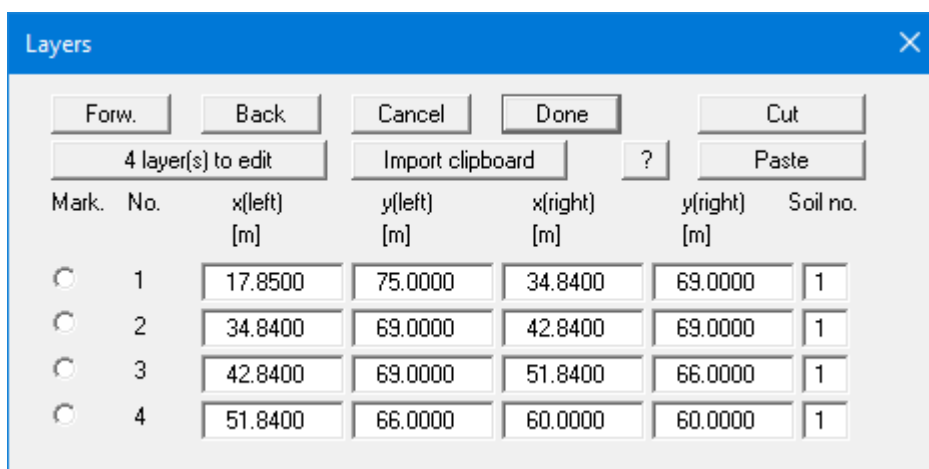 Layers
Forw. Back Cancel Done Cut
4 layer(s) to edit Import clipboard ? Paste
Mark. No. x(left) y(left) x(right) y(right) Soil no.
[m] [m] [m] [m]
1 17.8500 75.0000 34.8400 69.0000 1
2 34.8400 69.0000 42.8400 69.0000 1
3 42.8400 69.0000 51.8400 66.0000 1
4 51.8400 66.0000 60.0000 60.0000 1